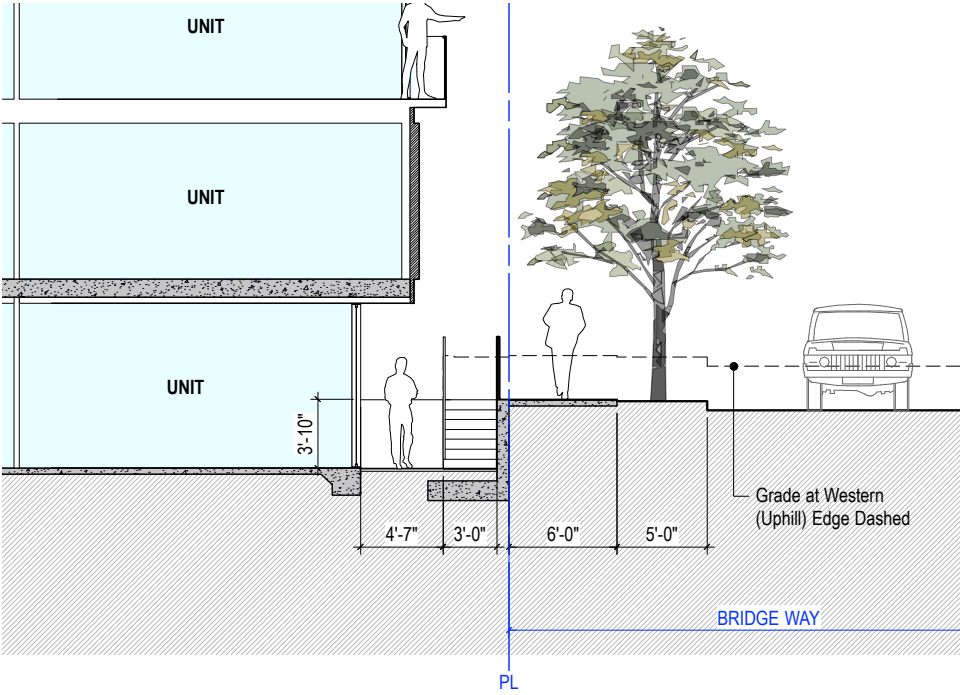 UNIT
UNIT
UNIT
3'-10"
4'-7"
3'-0"
6'-0"
5'-0"
Grade at Western
(Uphill) Edge Dashed
BRIDGE WAY
PL